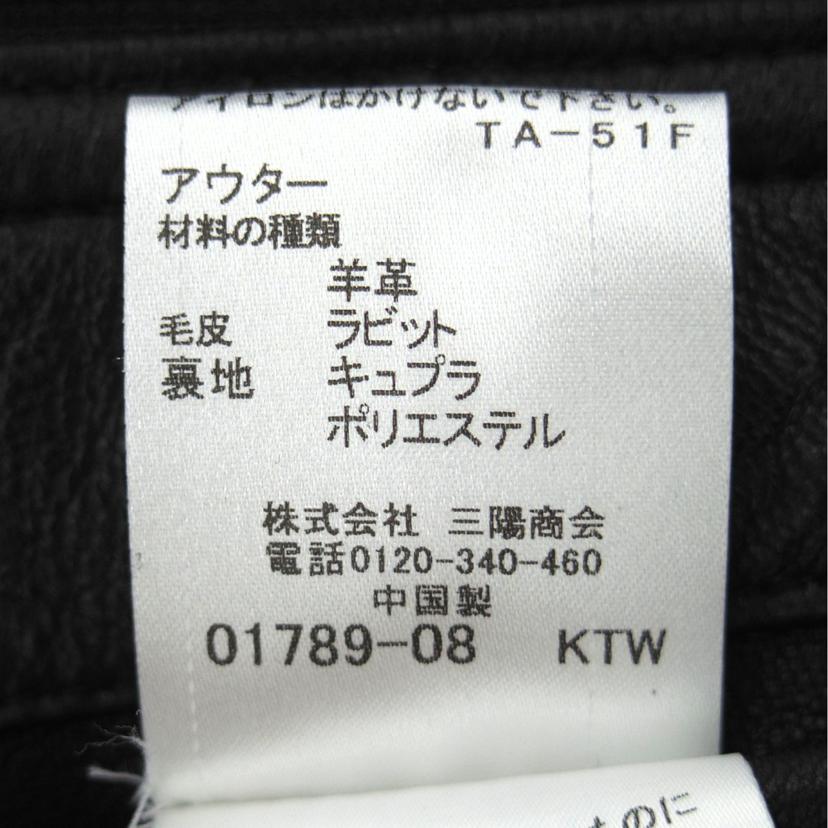 アイロンはかけないで下さい。
TA-51F
アウター
材料の種類
羊革
毛皮 ラビット
裏地 キュプラ
ポリエステル
株式会社 三陽商会
電話0120-340-460
中国製
01789-08 KTW
ものに